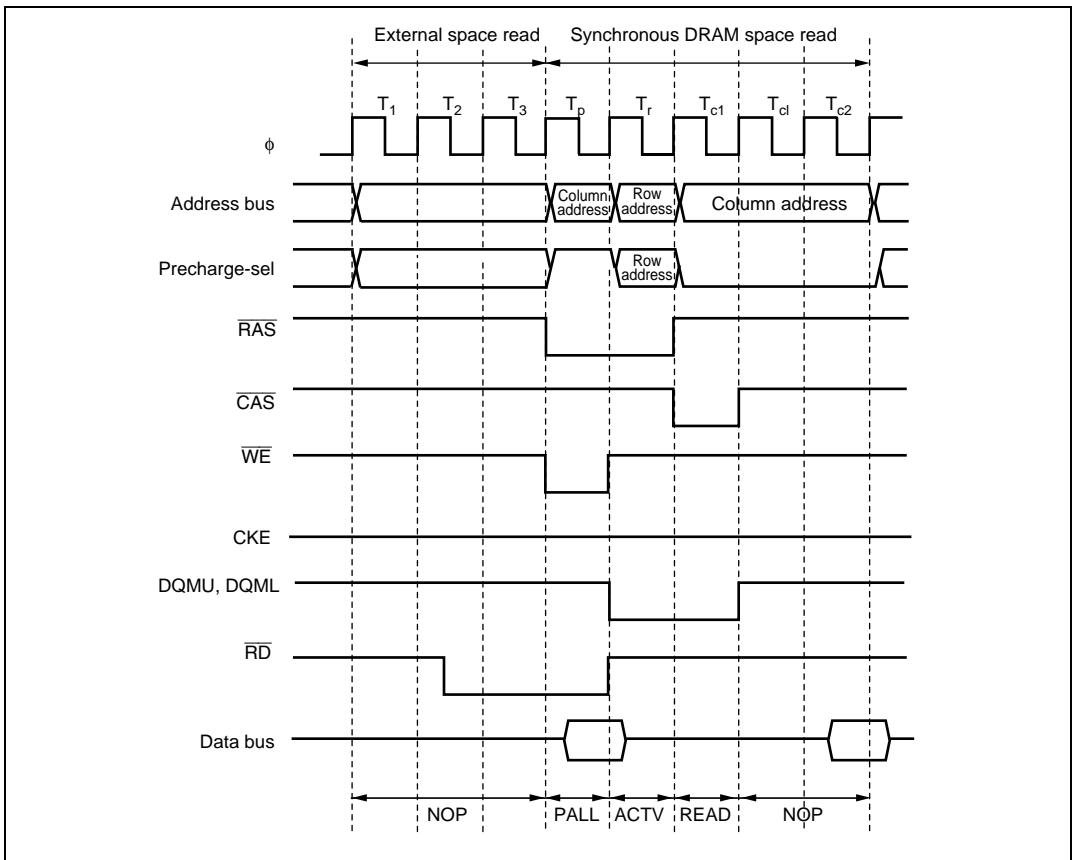 External space read Synchronous DRAM space read
T1 T2 T3 Tp Tr Tc1 Tcl Tc2
ϕ
Address bus
Column address
Row address
Column address
Precharge-sel
Row address
RAS
CAS
WE
CKE
DQMU, DQML
RD
Data bus
NOP PALL ACTV READ NOP